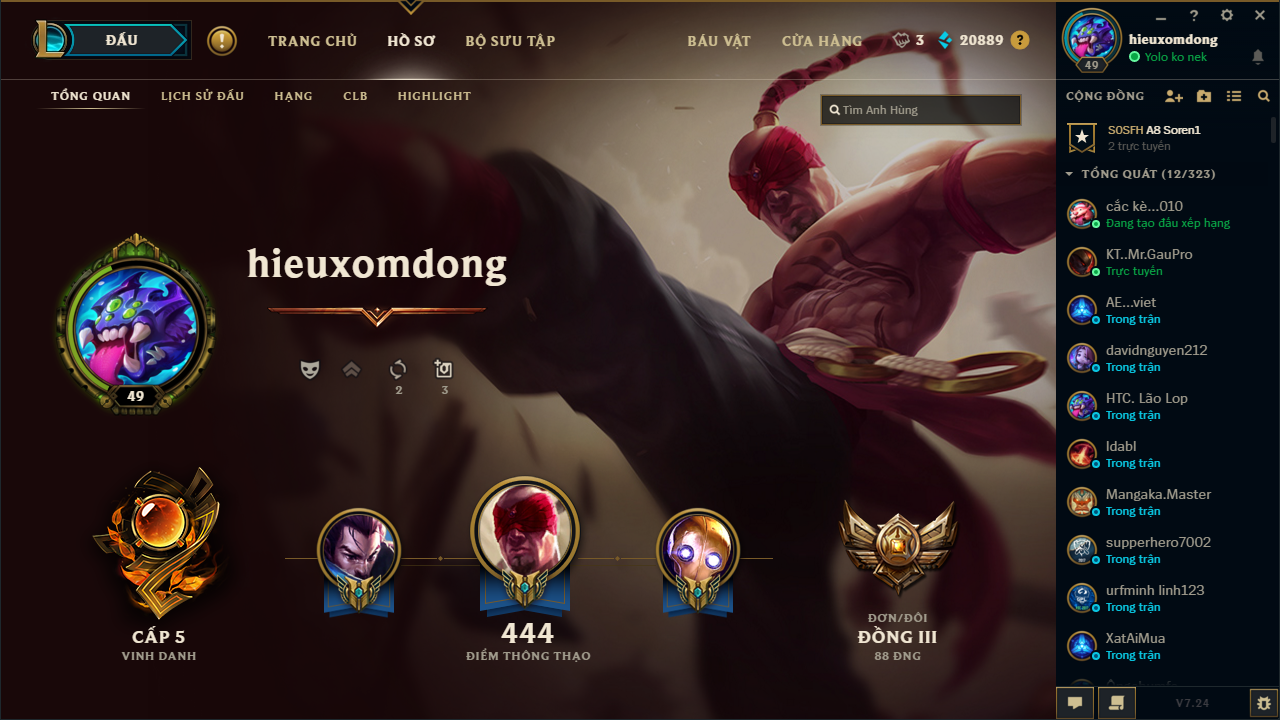 ĐẤU
!
TRANG CHỦ
HỒ SƠ
BỘ SƯU TẬP
BÁU VẬT
CỬA HÀNG
3
20889
?
TỔNG QUAN
LỊCH SỬ ĐẤU
HẠNG
CLB
HIGHLIGHT
Tìm Anh Hùng
hieuxomdong
49
2
3
CẤP 5
VINH DANH
444
ĐIỂM THÔNG THẠO
ĐƠN/ĐÔI
ĐỒNG III
88 ĐNG
?
hieuxomdong
Yolo ko nek
49
CỘNG ĐỒNG
SOSFH A8 Soren1
2 trực tuyến
TỔNG QUÁT (12/323)
cắc kè...010
Đang tạo đấu xếp hạng
KT..Mr.GauPro
Trực tuyến
AE...viet
Trong trận
davidnguyen212
Trong trận
HTC. Lão Lop
Trong trận
ldabl
Trong trận
Mangaka.Master
Trong trận
supperhero7002
Trong trận
urfminh linh123
Trong trận
XatAiMua
Trong trận
V7.24